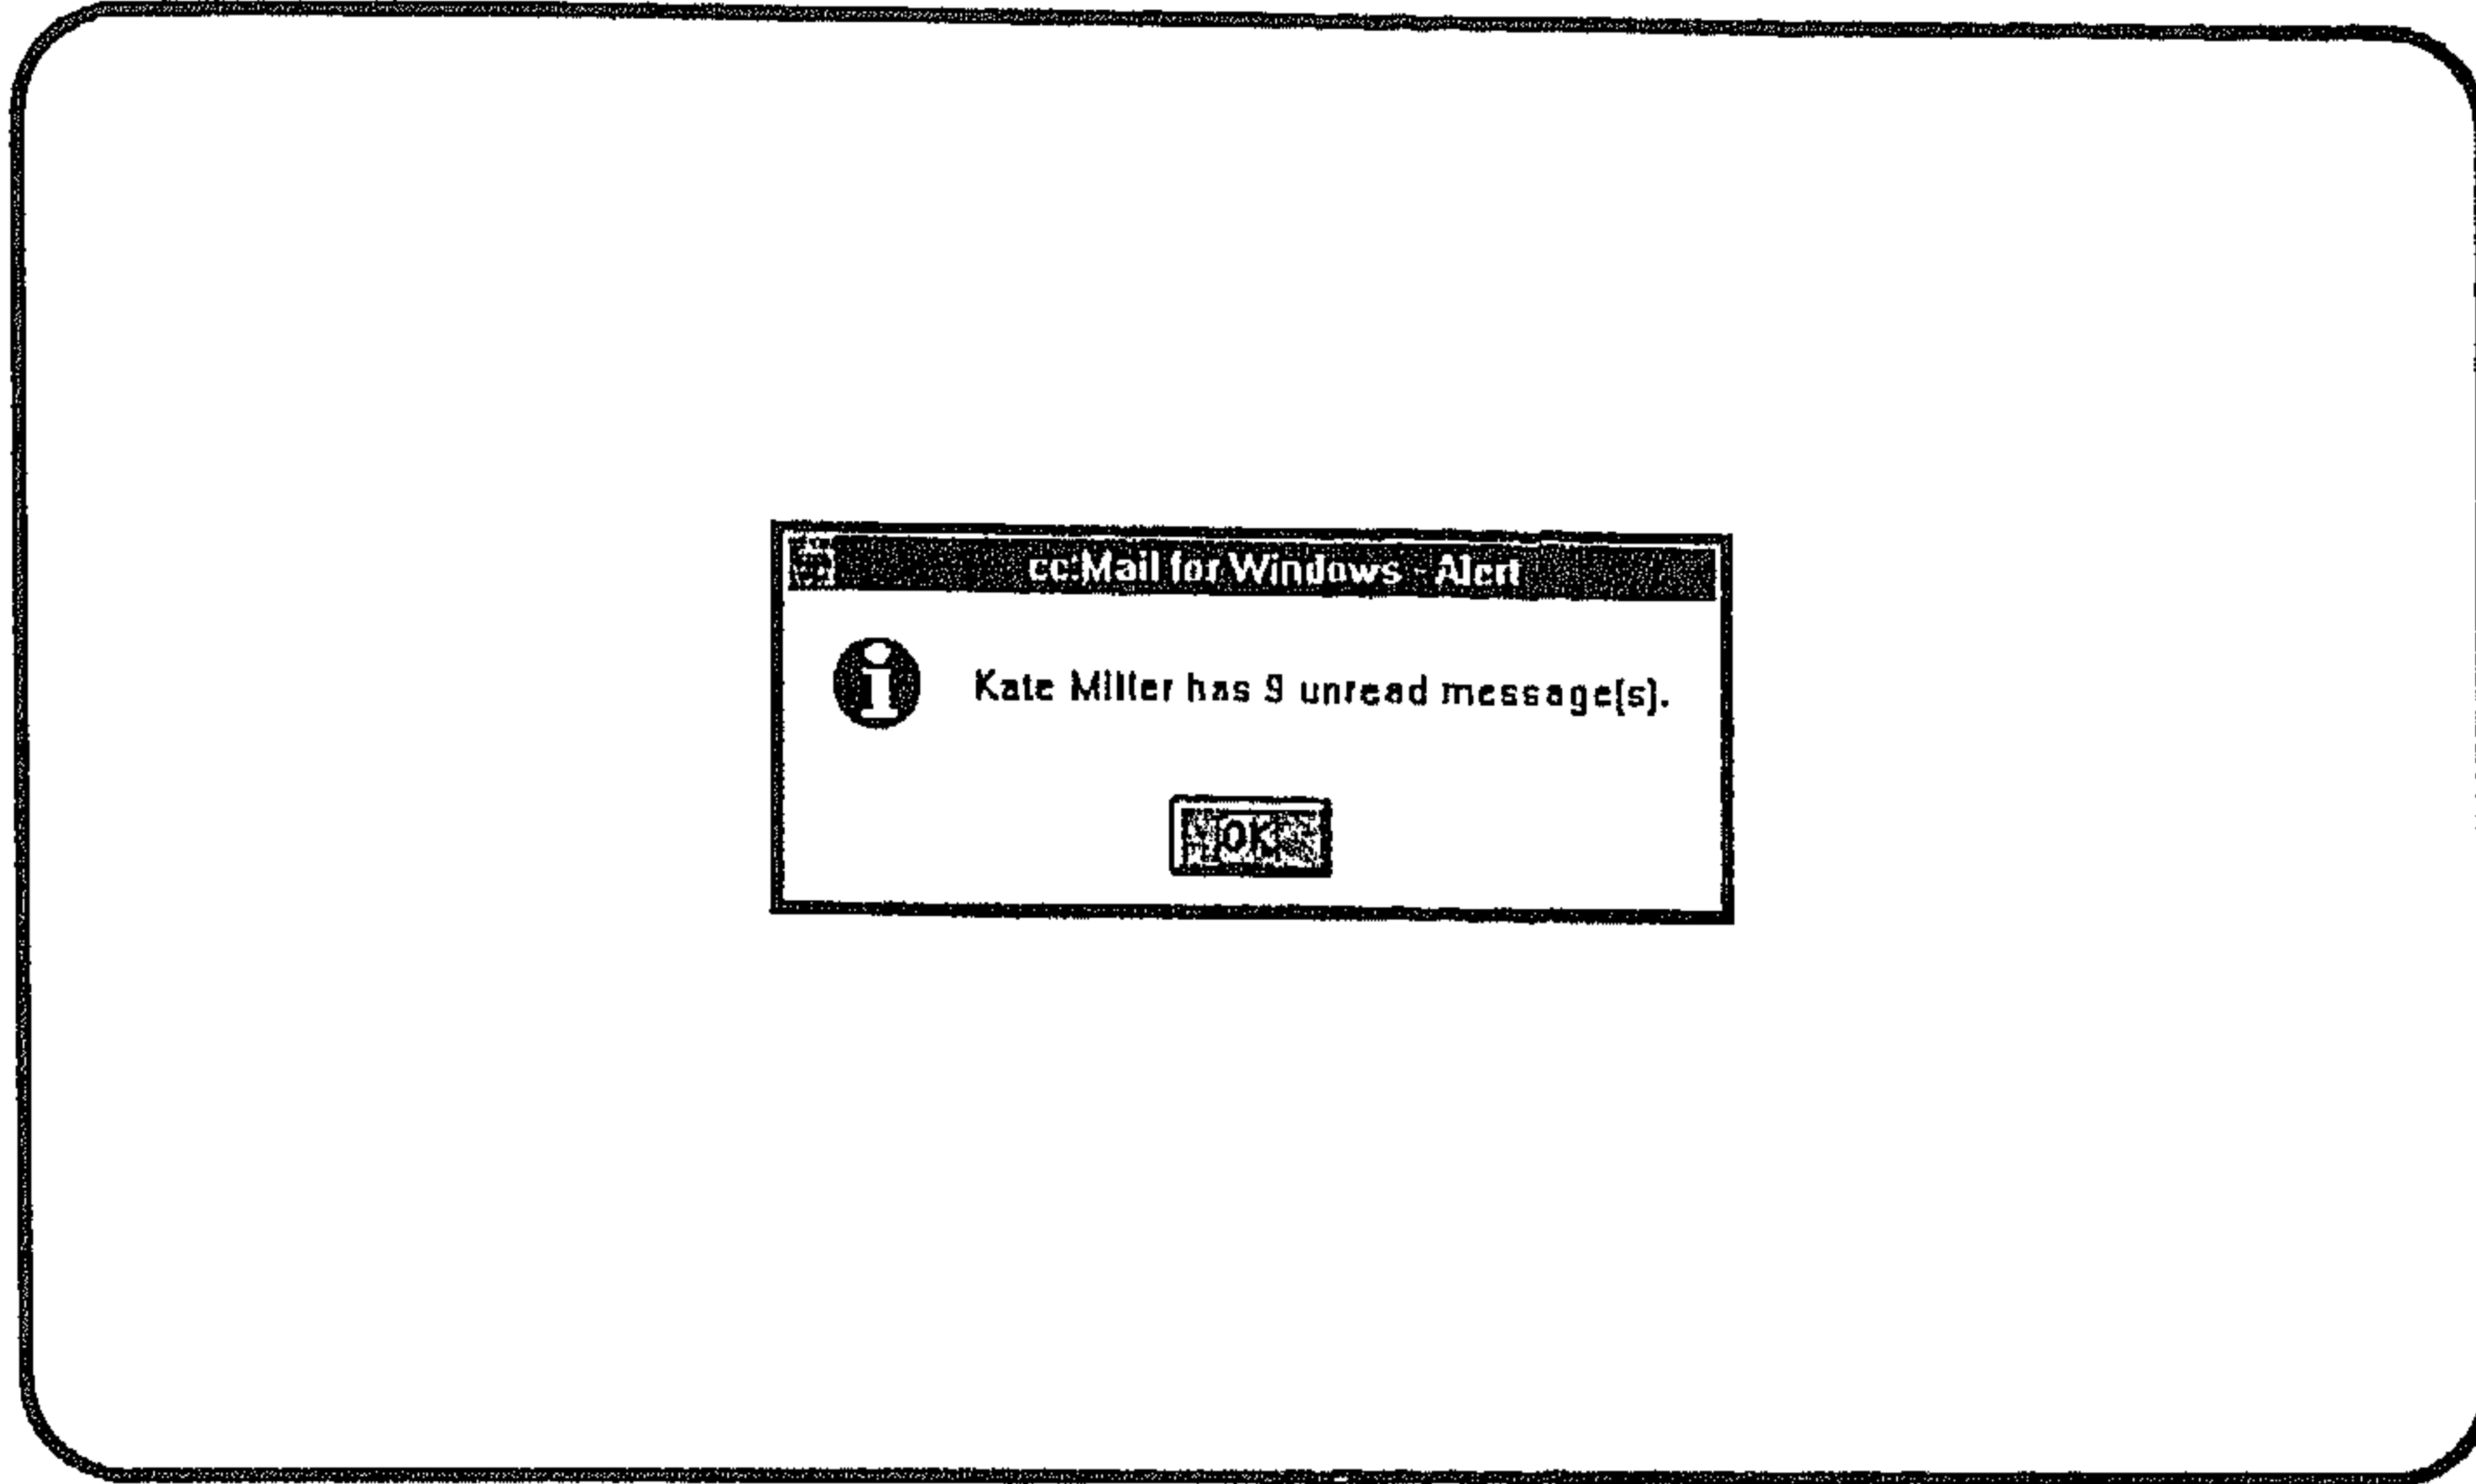 cc:Mail for Windows - Alert
Kate Miller has 9 unread message(s).
OK